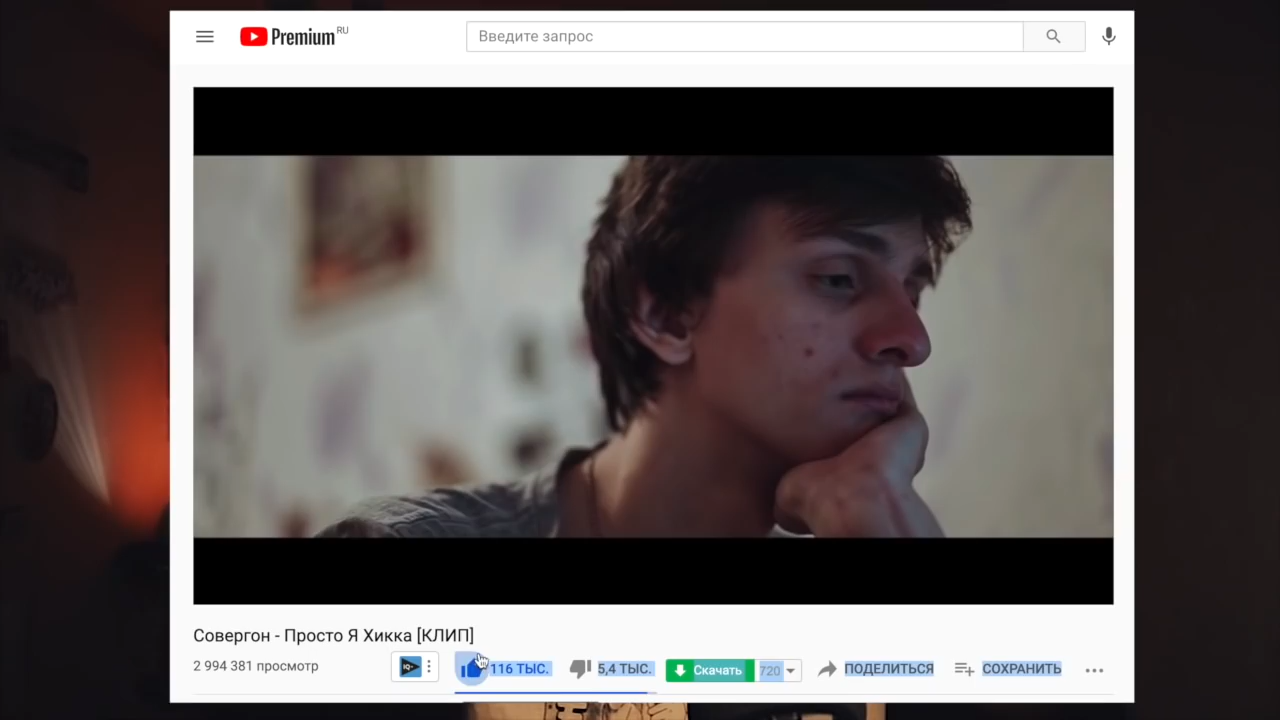 Premium RU
Введите запрос
Совергон - Просто Я Хикка [КЛИП]
2 994 381 просмотр
IQ
116 ТЫС.
5,4 ТЫС.
Скачать
720
ПОДЕЛИТЬСЯ
СОХРАНИТЬ